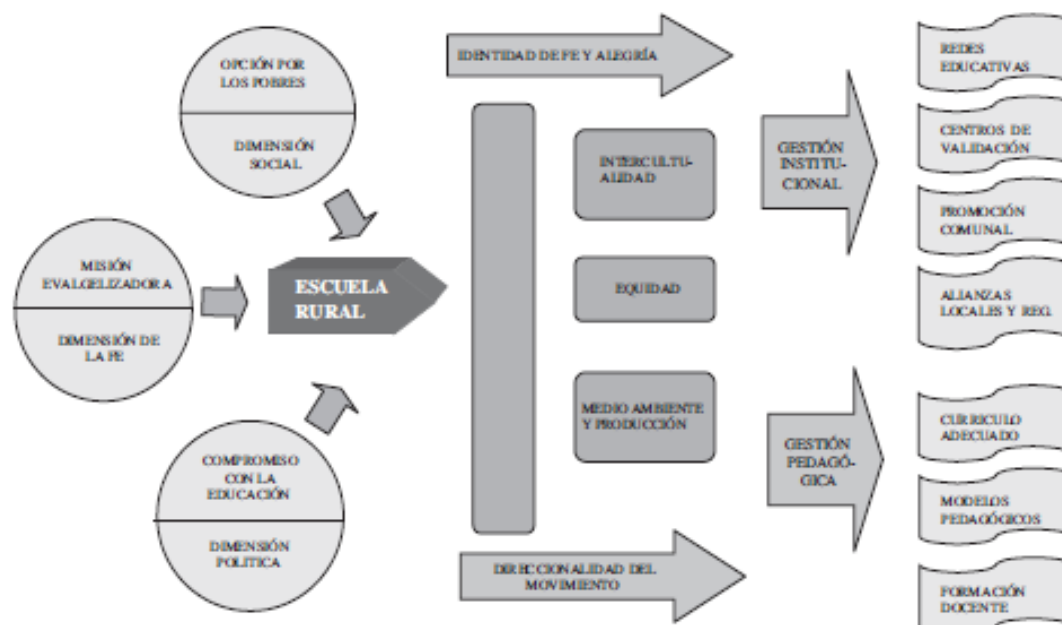 OPCIÓN POR
LOS POBRES
DIMENSIÓN
SOCIAL
MISIÓN
EVALGELIZADORA
DIMENSIÓN DE
LA FE
COMPROMISO
CON LA
EDUCACIÓN
DIMENSIÓN
POLITICA
ESCUELA
RURAL
IDENTIDAD DE FE Y ALEGRÍA
INTERCULTU-
ALIDAD
EQUIDAD
MEDIO AMBIENTE
Y PRODUCCIÓN
DIRECCIONALIDAD DEL
MOVIMIENTO
GESTIÓN
INSTITU-
CIONAL
GESTIÓN
PEDAGÓ-
GICA
REDES
EDUCATIVAS
CENTROS DE
VALIDACIÓN
PROMOCIÓN
COMUNAL
ALIANZAS
LOCALES Y REG.
CURRICULO
ADECUADO
MODELOS
PEDAGÓGICOS
FORMACIÓN
DOCENTE